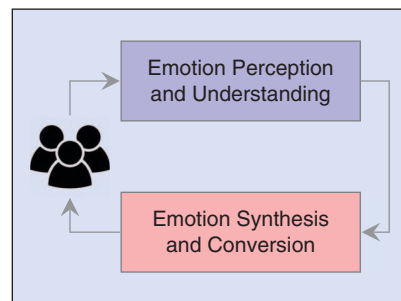 Emotion Perception
and Understanding
Emotion Synthesis
and Conversion